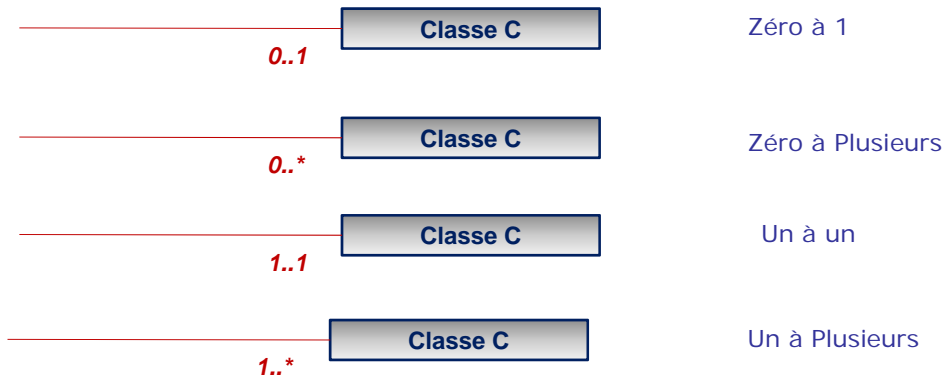 Classe C
Zéro à 1
0..1
Classe C
Zéro à Plusieurs
0..*
Classe C
Un à un
1..1
Classe C
Un à Plusieurs
1..*